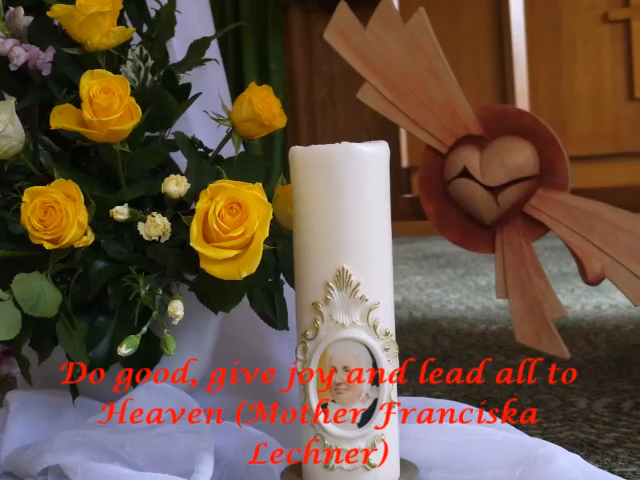 Do good, give joy and lead all to
Heaven (Mother Franciska
Lechner)